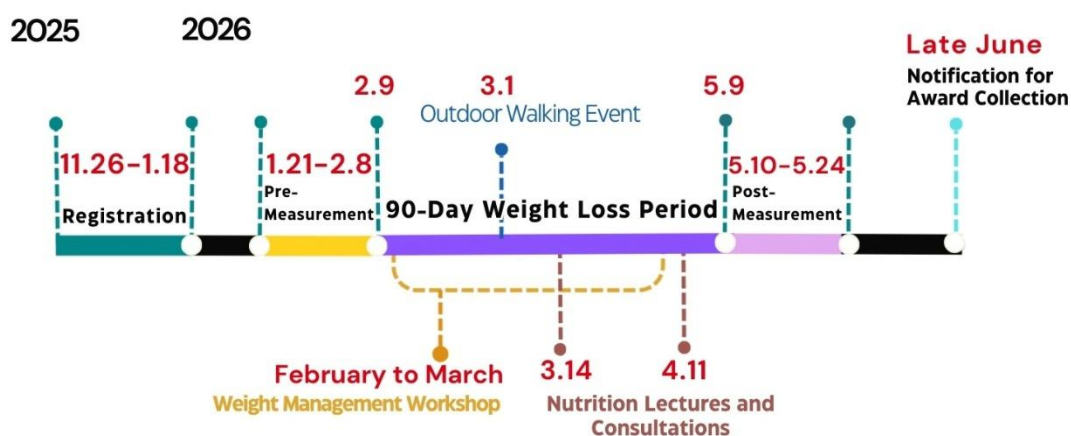 2025
2026
Late June
Notification for
Award Collection
2.9
3.1
5.9
Outdoor Walking Event
11.26-1.18
1.21-2.8
5.10-5.24
Registration
Pre-
Measurement
90-Day Weight Loss Period
Post-
Measurement
February to March
Weight Management Workshop
3.14
4.11
Nutrition Lectures and
Consultations